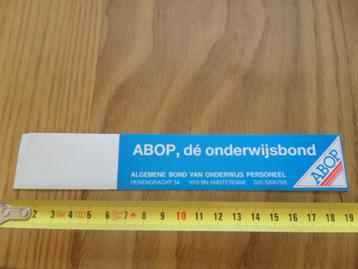 ABOP, dé onderwijsbond
ALGEMENE BOND VAN ONDERWIJS PERSONEEL
HERENGRACHT 54, 1015 BN AMSTERDAM, 020-5206700
ABOP
2 3 4 5 6 7 8 9 10 11 12 13 14 15 16 17 18 19